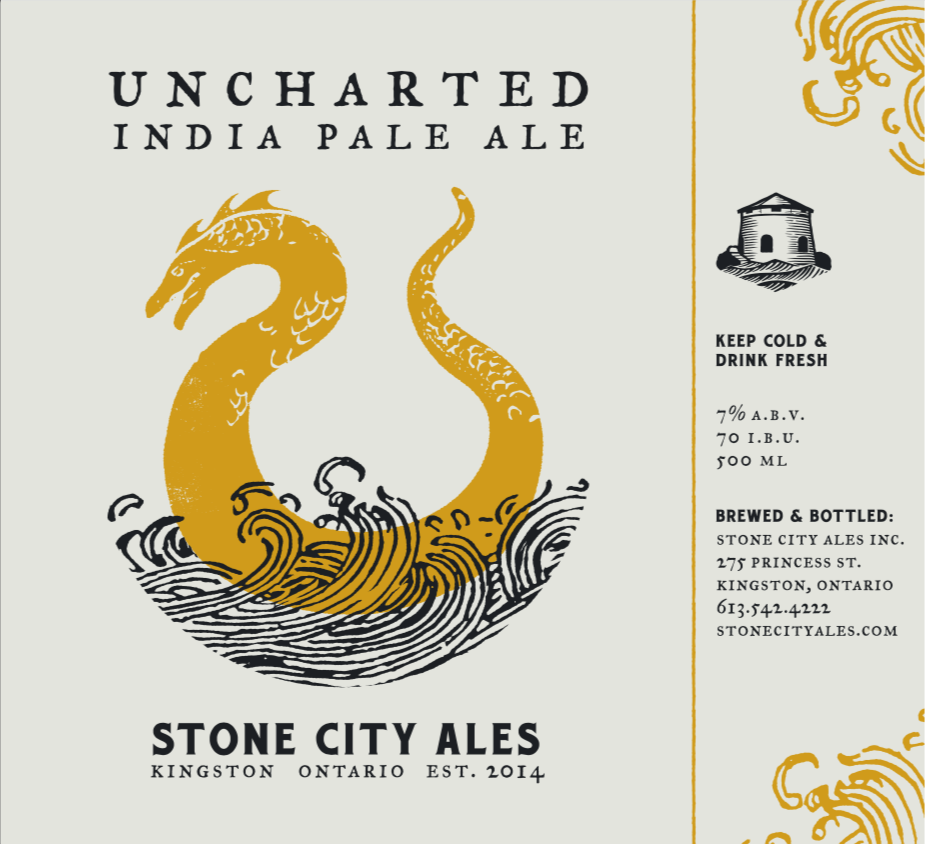 UNCHARTED
INDIA PALE ALE
STONE CITY ALES
KINGSTON ONTARIO EST. 2014
KEEP COLD &
DRINK FRESH
7% A.B.V.
70 I.B.U.
500 ML
BREWED & BOTTLED:
STONE CITY ALES INC.
275 PRINCESS ST.
KINGSTON, ONTARIO
613.542.4222
STONECITYALES.COM